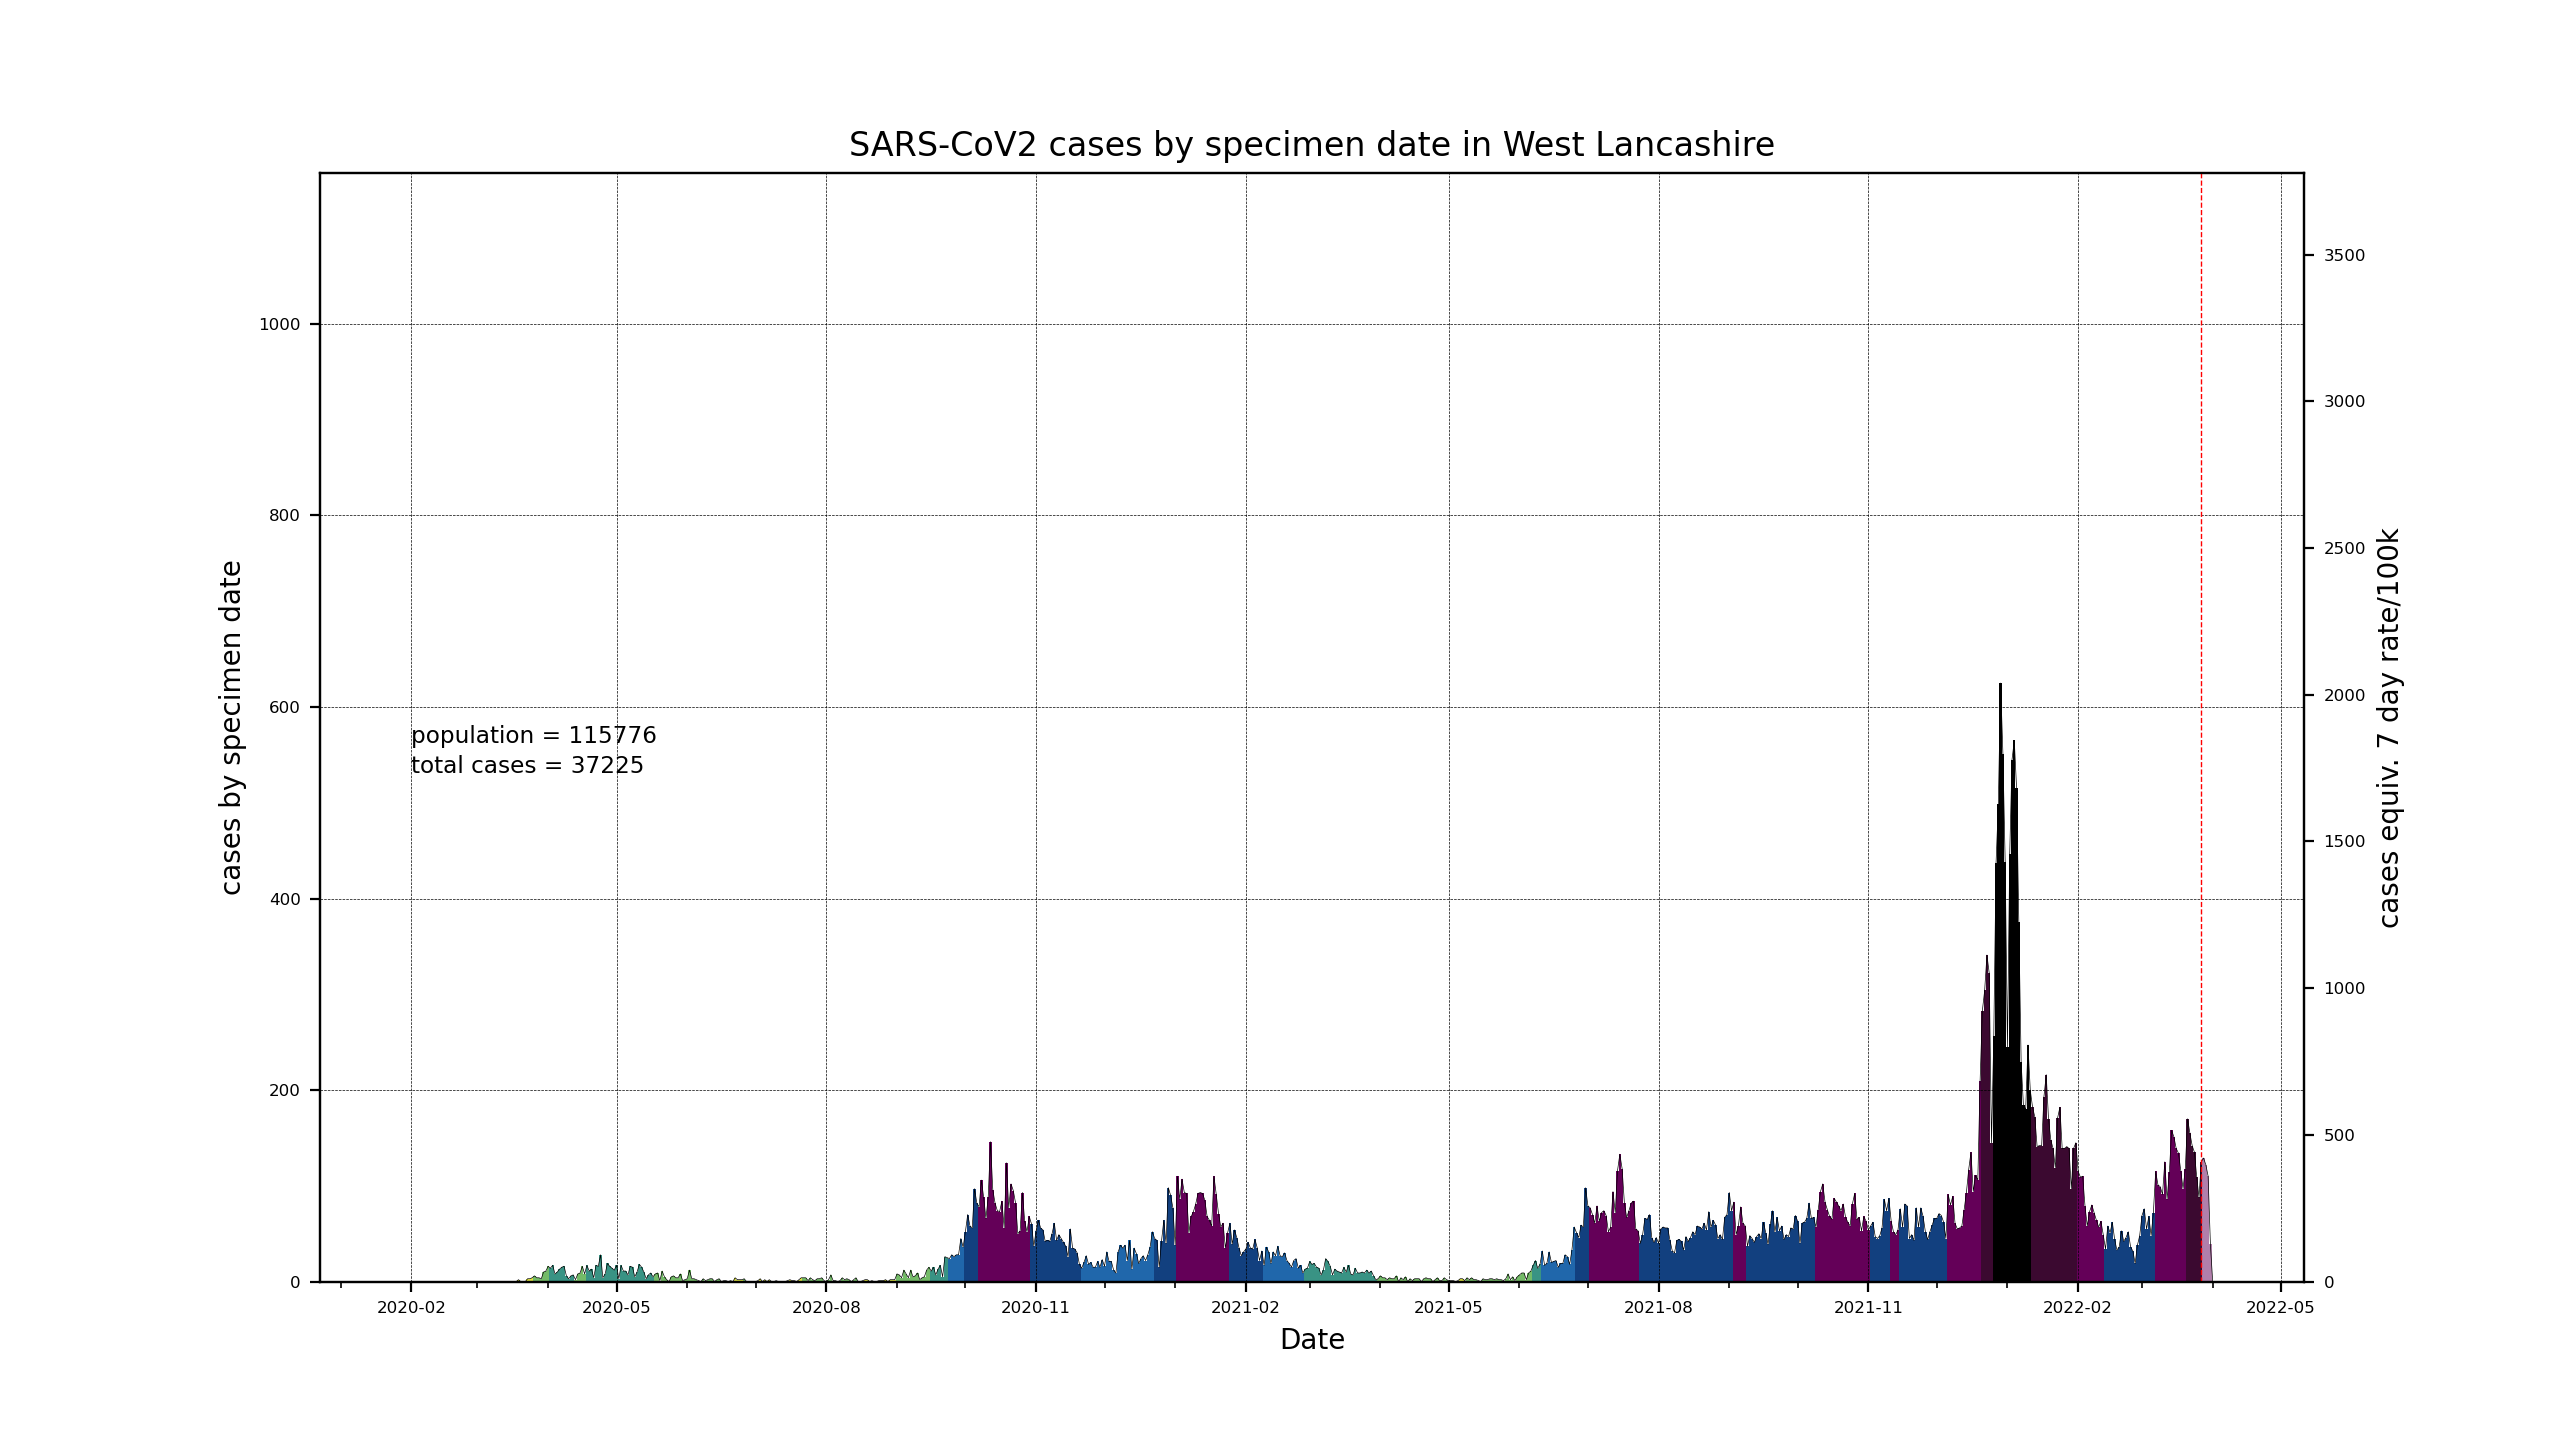 SARS-CoV2 cases by specimen date in West Lancashire
cases by specimen date
1000
800
600
400
200
0
population = 115776
total cases = 37225
3500
3000
2500
2000
1500
1000
500
0
cases equiv. 7 day rate/100k
2020-02 2020-05 2020-08 2020-11 2021-02 2021-05 2021-08 2021-11 2022-02 2022-05
Date